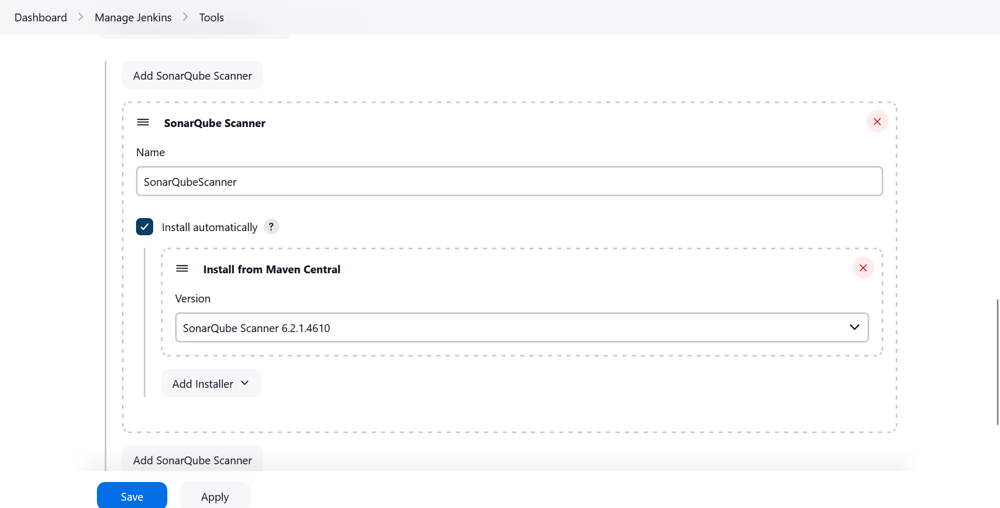 Dashboard > Manage Jenkins > Tools
Add SonarQube Scanner
SonarQube Scanner
Name
SonarQubeScanner
Install automatically ?
Install from Maven Central
Version
SonarQube Scanner 6.2.1.4610
Add Installer
Add SonarQube Scanner
Save Apply